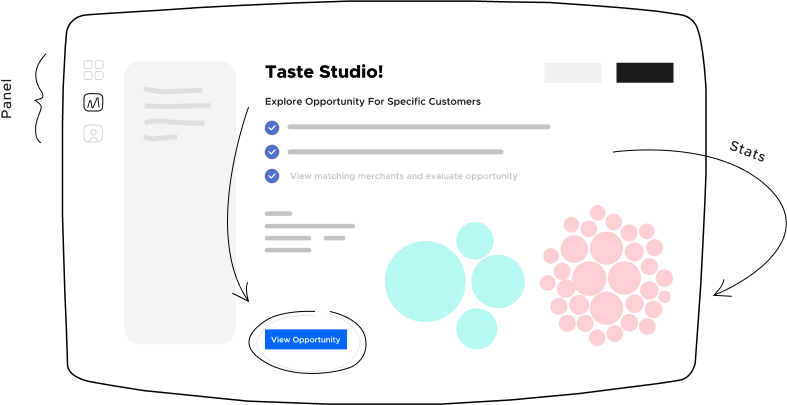 Panel
Taste Studio!
Explore Opportunity For Specific Customers
View matching merchants and evaluate opportunity
Stats
View Opportunity